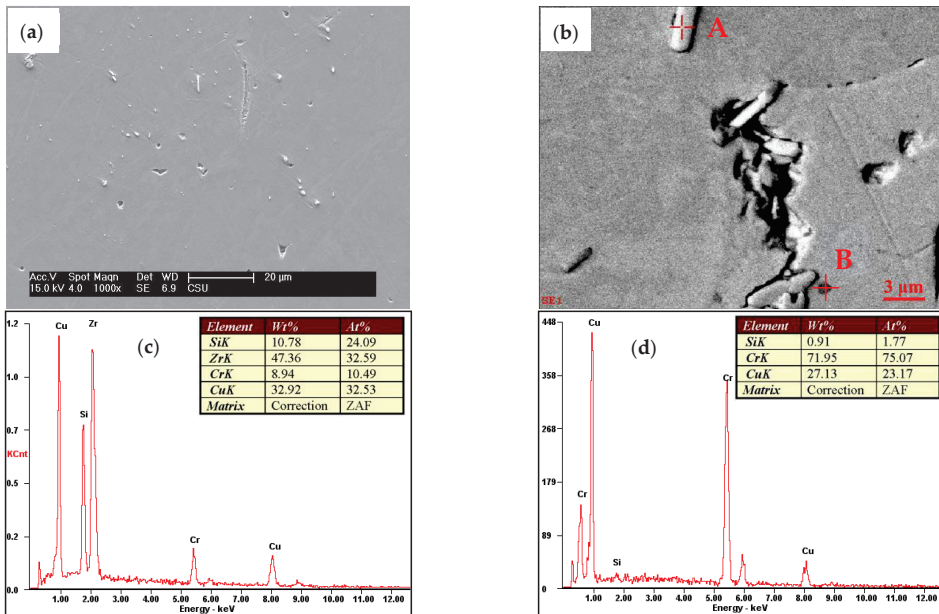 (a)
Acc.V Spot Magn Det WD 20 µm
15.0 kV 4.0 1000x SE 6.9 CSU
(b)
A
B
3 µm
SE1
1.2
1.0
0.7
KCnt
0.5
0.2
0.0
Cu
Zr
Si
Cr
Cu
(c)
Element Wt% At%
SiK 10.78 24.09
ZrK 47.36 32.59
CrK 8.94 10.49
CuK 32.92 32.53
Matrix Correction ZAF
1.00 2.00 3.00 4.00 5.00 6.00 7.00 8.00 9.00 10.00 11.00 12.00
Energy - keV
448
358
268
179
89
0
Cu
Cr
Si
Cr
Cu
(d)
Element Wt% At%
SiK 0.91 1.77
CrK 71.95 75.07
CuK 27.13 23.17
Matrix Correction ZAF
1.00 2.00 3.00 4.00 5.00 6.00 7.00 8.00 9.00 10.00 11.00 12.00
Energy - keV